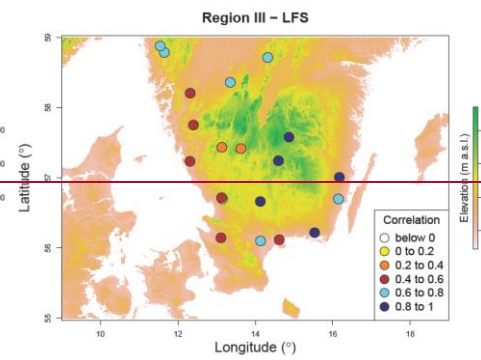 Region III – LFS
59
58
57
56
55
Latitude (°)
10
12
14
16
18
Longitude (°)
Correlation
below 0
0 to 0.2
0.2 to 0.4
0.4 to 0.6
0.6 to 0.8
0.8 to 1
Elevation (m a.s.l.)